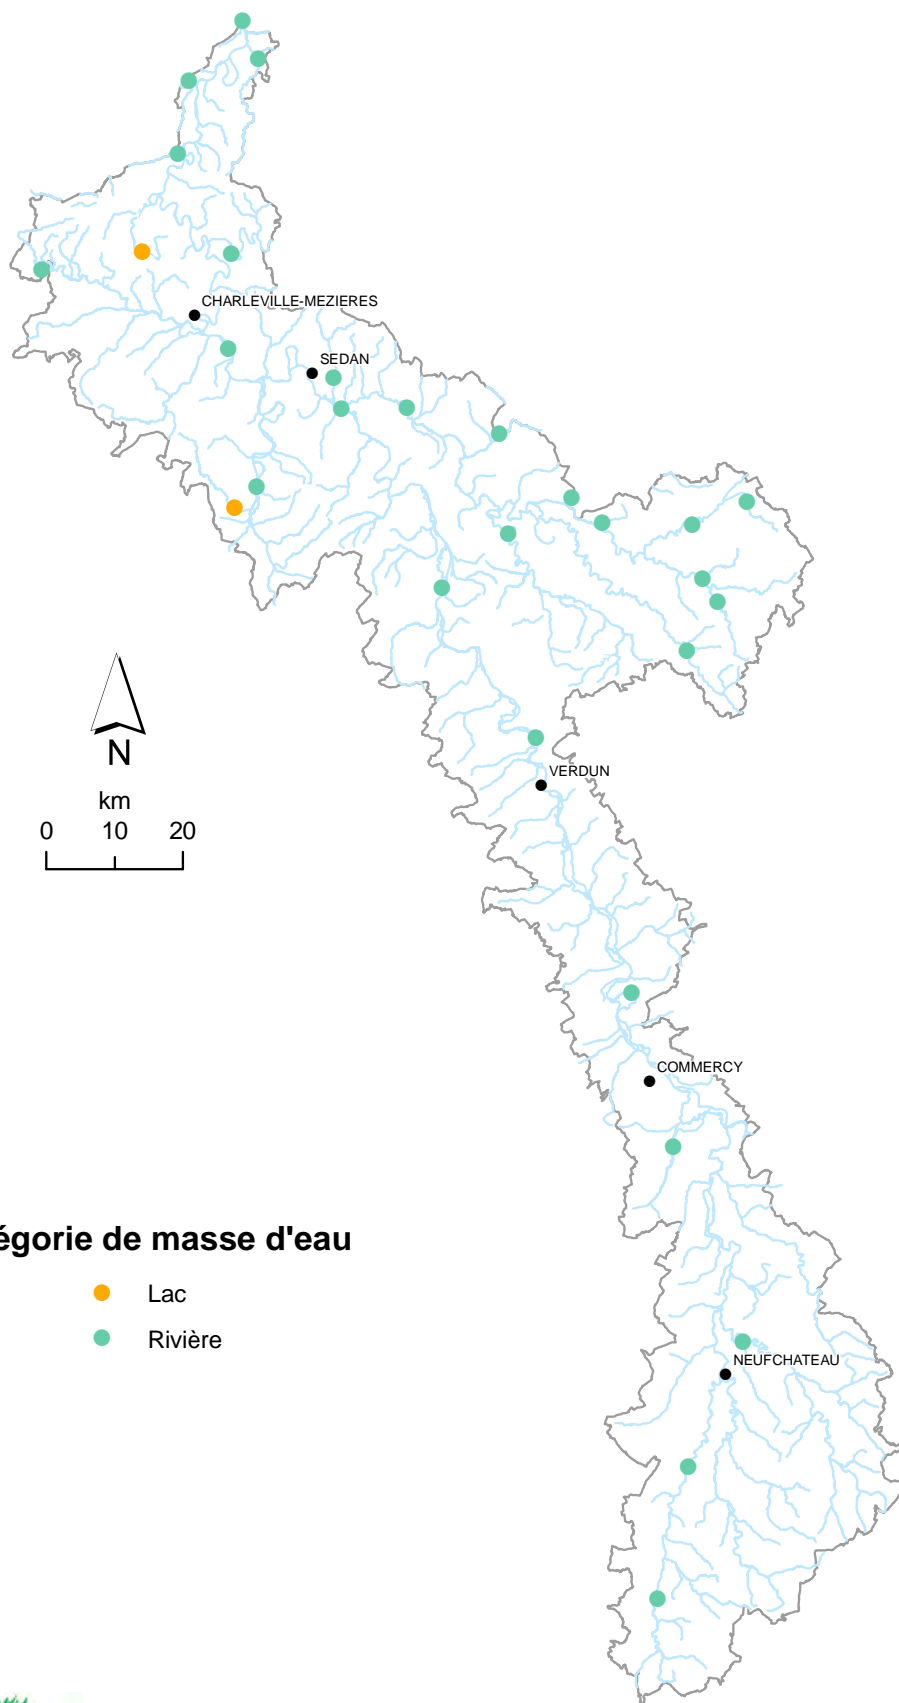 CHARLEVILLE-MEZIERES
SEDAN
N
km
0 10 20
VERDUN
COMMERCY
égorie de masse d'eau
Lac
Rivière
NEUFCHATEAU